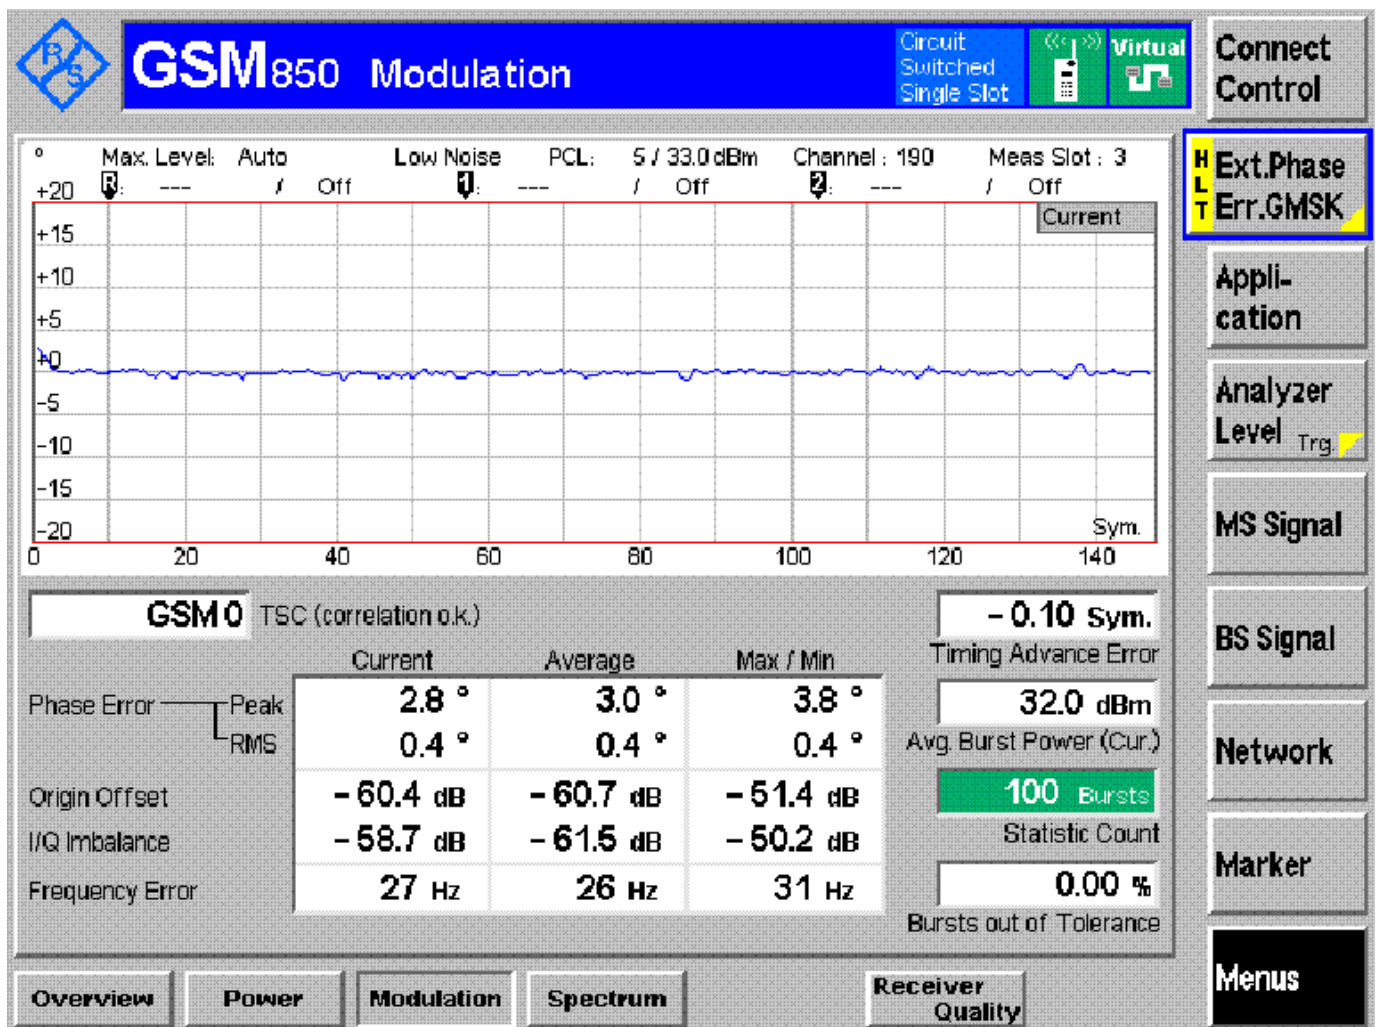 R&S
GSM850 Modulation
Circuit
Switched
Single Slot
Virtual
Connect
Control
° Max. Level: Auto Low Noise PCL: 5 / 33.0 dBm Channel : 190 Meas Slot : 3
R: --- / Off 1: --- / Off 2: --- / Off
Current
+20
+15
+10
+5
+0
-5
-10
-15
-20
Sym.
0 20 40 60 80 100 120 140
GSM 0 TSC (correlation o.k.)
Current Average Max / Min
Phase Error Peak 2.8 ° 3.0 ° 3.8 °
RMS 0.4 ° 0.4 ° 0.4 °
Origin Offset - 60.4 dB - 60.7 dB - 51.4 dB
I/Q Imbalance - 58.7 dB - 61.5 dB - 50.2 dB
Frequency Error 27 Hz 26 Hz 31 Hz
- 0.10 Sym.
Timing Advance Error
32.0 dBm
Avg. Burst Power (Cur.)
100 Bursts
Statistic Count
0.00 %
Bursts out of Tolerance
HLT
Ext.Phase
Err.GMSK
Appli-
cation
Analyzer
Level Trg.
MS Signal
BS Signal
Network
Marker
Menus
Overview Power Modulation Spectrum Receiver
Quality